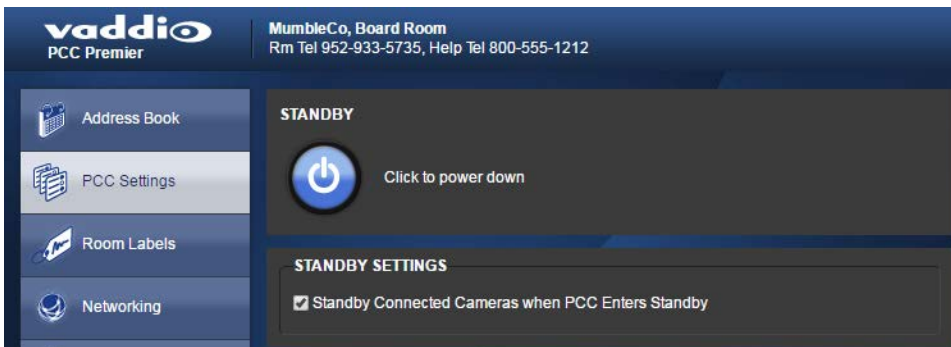 vaddio
PCC Premier
MumbleCo, Board Room
Rm Tel 952-933-5735, Help Tel 800-555-1212
Address Book
PCC Settings
Room Labels
Networking
STANDBY
Click to power down
STANDBY SETTINGS
Standby Connected Cameras when PCC Enters Standby